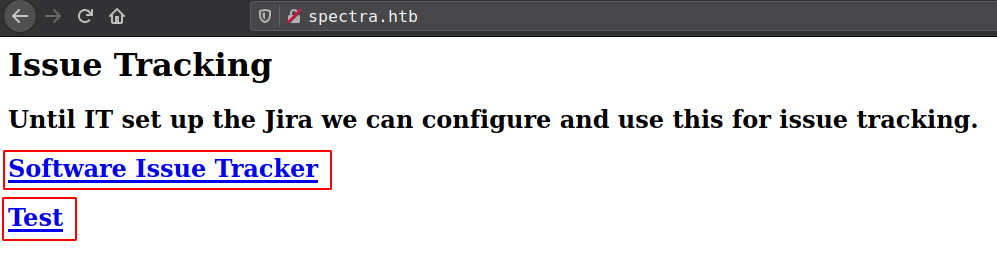 spectra.htb
Issue Tracking
Until IT set up the Jira we can configure and use this for issue tracking.
Software Issue Tracker
Test